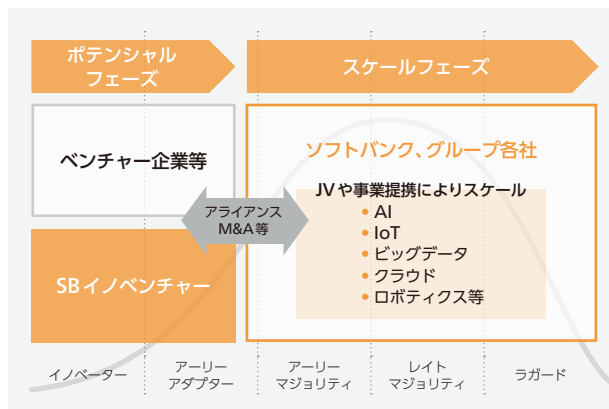 ポテンシャル
フェーズ
スケールフェーズ
ベンチャー企業等
ソフトバンク、グループ各社
JVや事業提携によりスケール
• AI
• IoT
• ビッグデータ
• クラウド
• ロボティクス等
アライアンス
M&A等
SBイノベンチャー
イノベーター
アーリー
アダプター
アーリー
マジョリティ
レイト
マジョリティ
ラガード